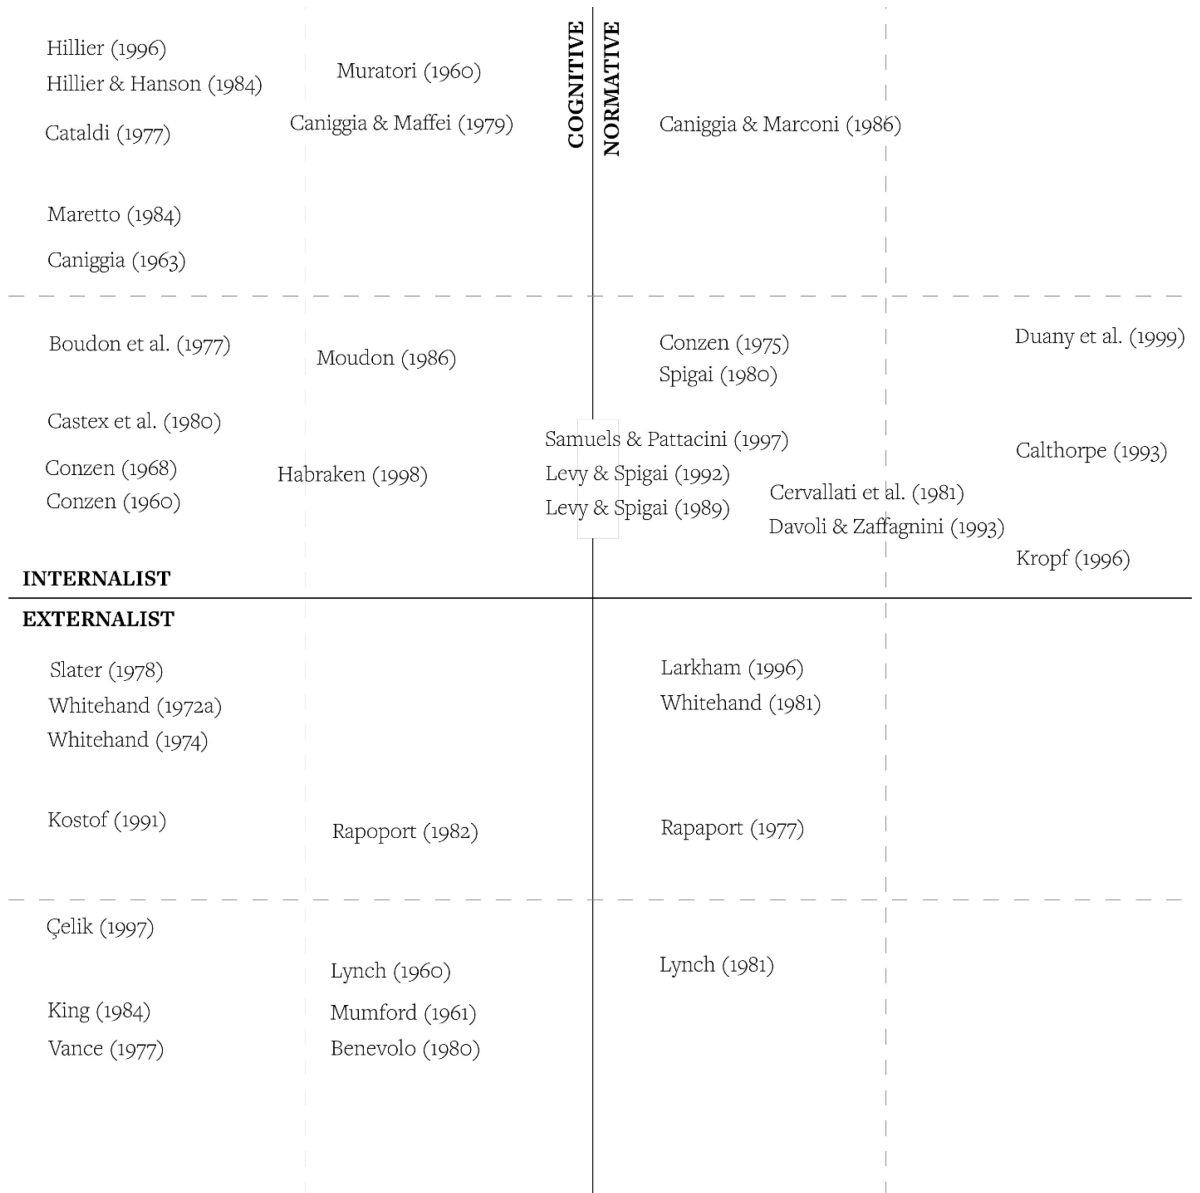 COGNITIVE
NORMATIVE
Hillier (1996)
Hillier & Hanson (1984)
Cataldi (1977)
Maretto (1984)
Caniggia (1963)
Muratori (1960)
Caniggia & Maffei (1979)
Caniggia & Marconi (1986)
Boudon et al. (1977)
Castex et al. (1980)
Conzen (1968)
Conzen (1960)
Moudon (1986)
Habraken (1998)
Samuels & Pattacini (1997)
Levy & Spigai (1992)
Levy & Spigai (1989)
Conzen (1975)
Spigai (1980)
Cervallati et al. (1981)
Davoli & Zaffagnini (1993)
Duany et al. (1999)
Calthorpe (1993)
Kropf (1996)
INTERNALIST
EXTERNALIST
Slater (1978)
Whitehand (1972a)
Whitehand (1974)
Kostof (1991)
Rapoport (1982)
Larkham (1996)
Whitehand (1981)
Rapaport (1977)
Çelik (1997)
King (1984)
Vance (1977)
Lynch (1960)
Mumford (1961)
Benevolo (1980)
Lynch (1981)